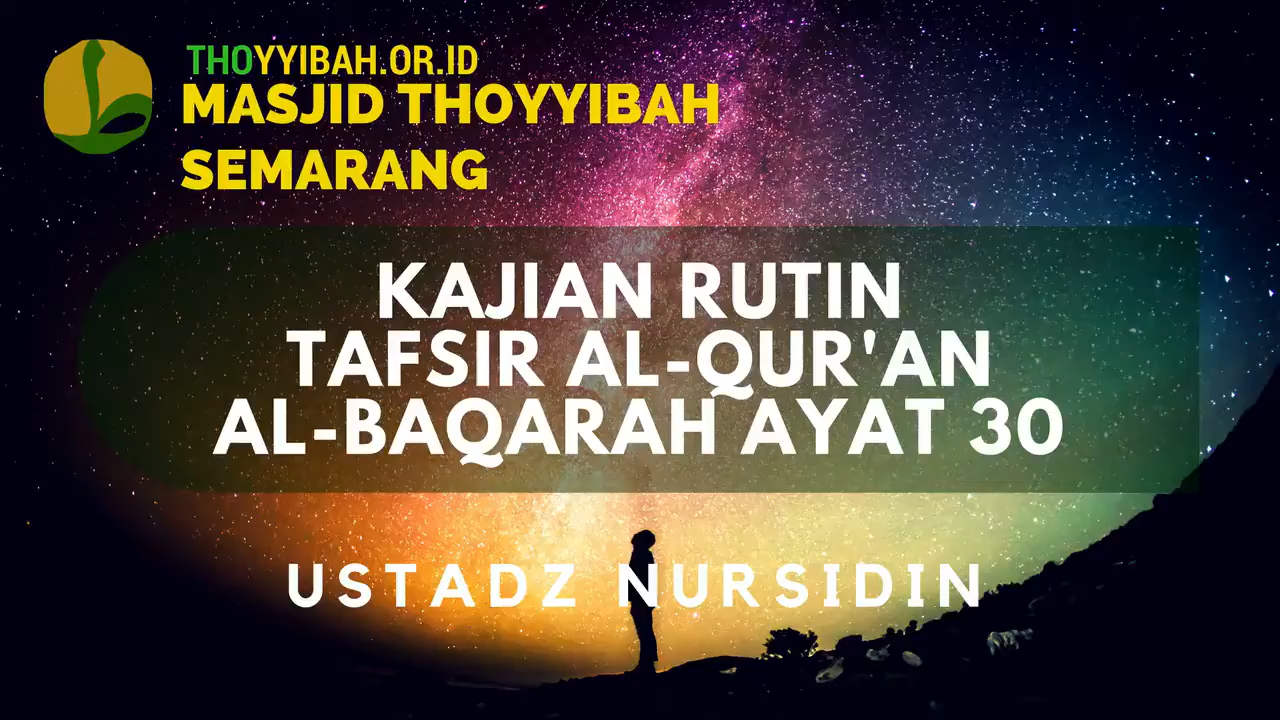 THOYYIBAH.OR.ID
MASJID THOYYIBAH
SEMARANG
KAJIAN RUTIN
TAFSIR AL-QUR'AN
AL-BAQARAH AYAT 30
USTADZ NURSIDIN